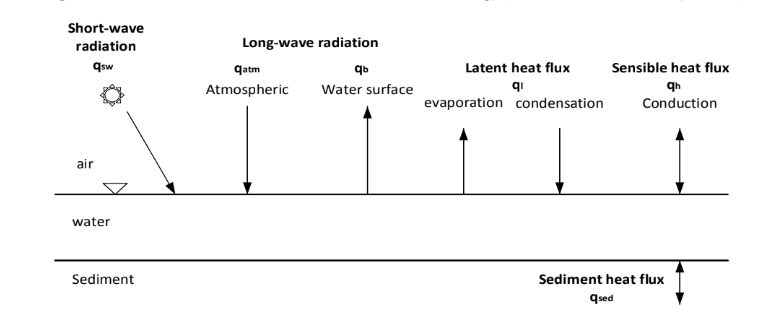 Short-wave
radiation
qsw
Long-wave radiation
qatm
Atmospheric
qb
Water surface
Latent heat flux
ql
evaporation condensation
Sensible heat flux
qh
Conduction
air
water
Sediment
Sediment heat flux
qsed